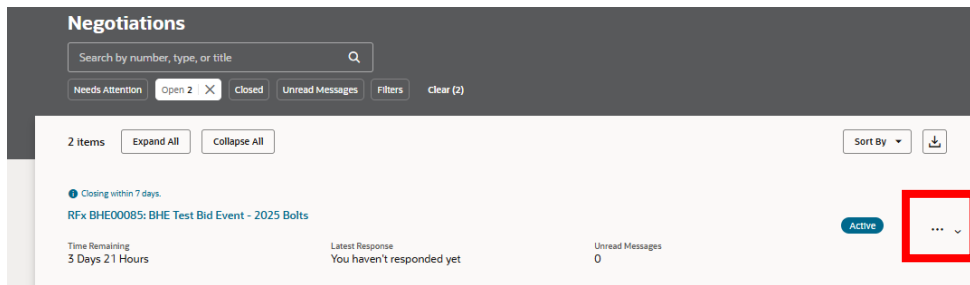 Negotiations
Search by number, type, or title
Needs Attention Open 2 Closed Unread Messages Filters Clear (2)
2 items Expand All Collapse All Sort By
Closing within 7 days.
RFx BHE00085: BHE Test Bid Event - 2025 Bolts
Active
Time Remaining Latest Response Unread Messages
3 Days 21 Hours You haven't responded yet 0